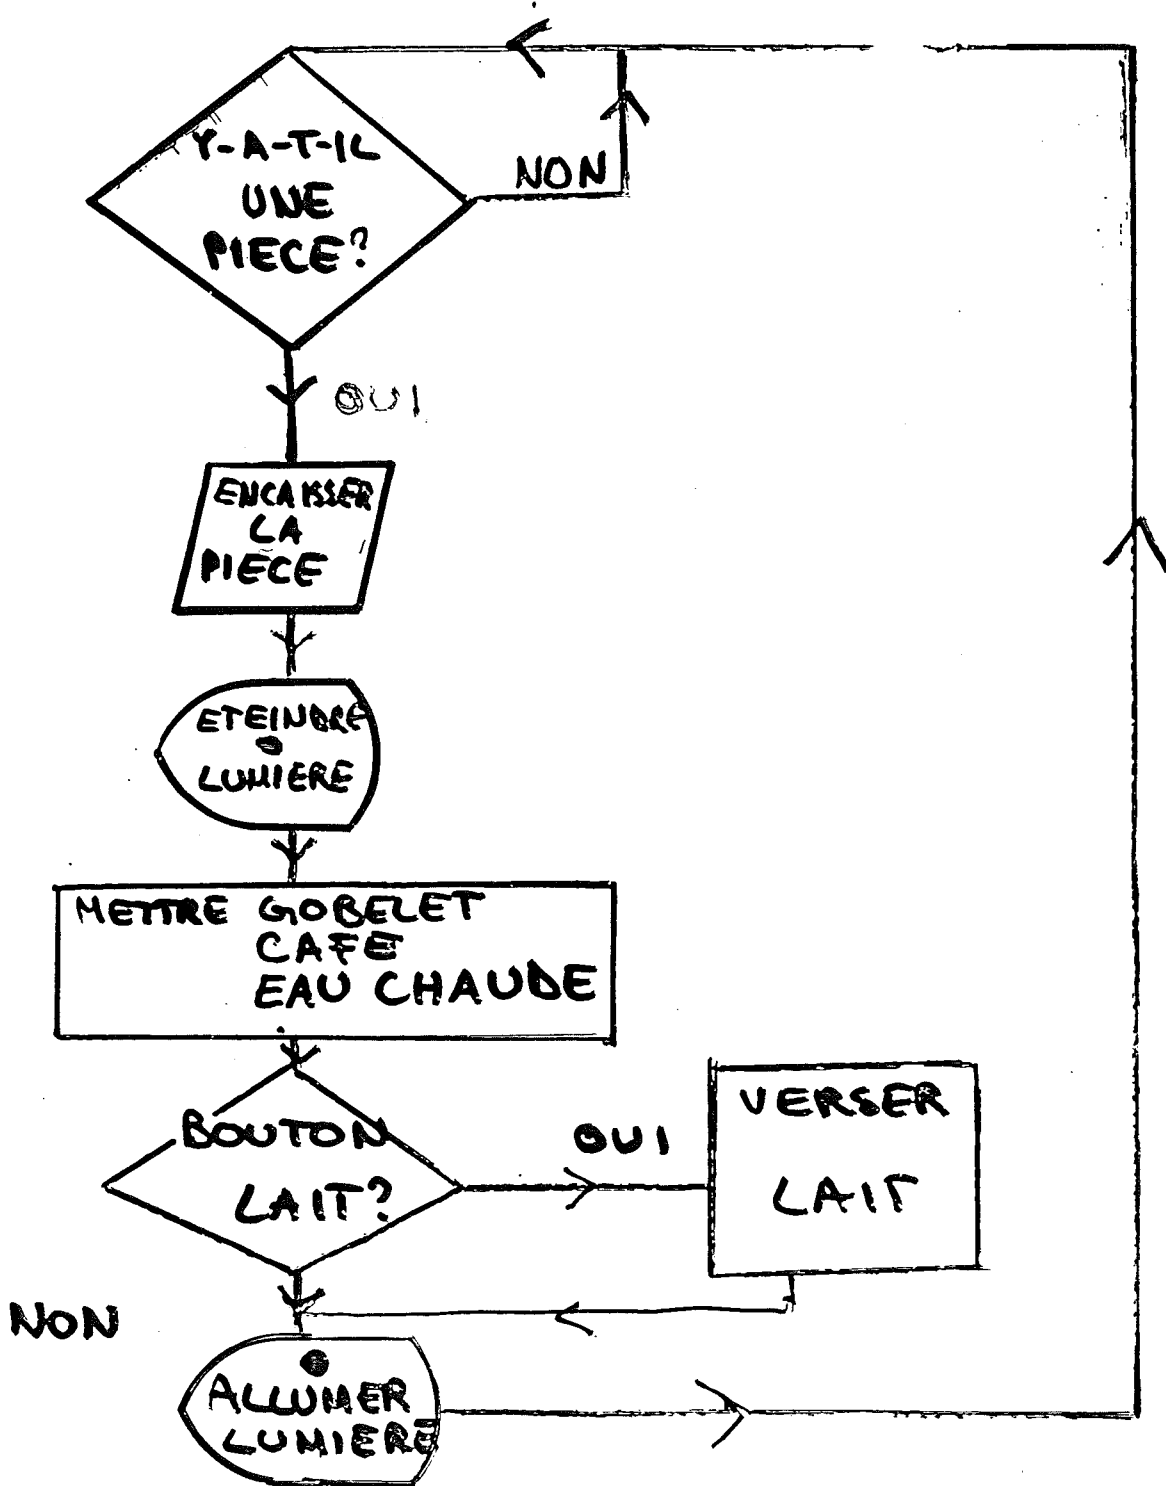 Y-A-T-IL
UNE
PIECE?
NON
OUI
ENCAISSER
LA
PIECE
ETEINDRE
LUMIERE
METTRE GOBELET
CAFE
EAU CHAUDE
BOUTON
LAIT?
OUI
VERSER
LAIT
NON
ALLUMER
LUMIERE